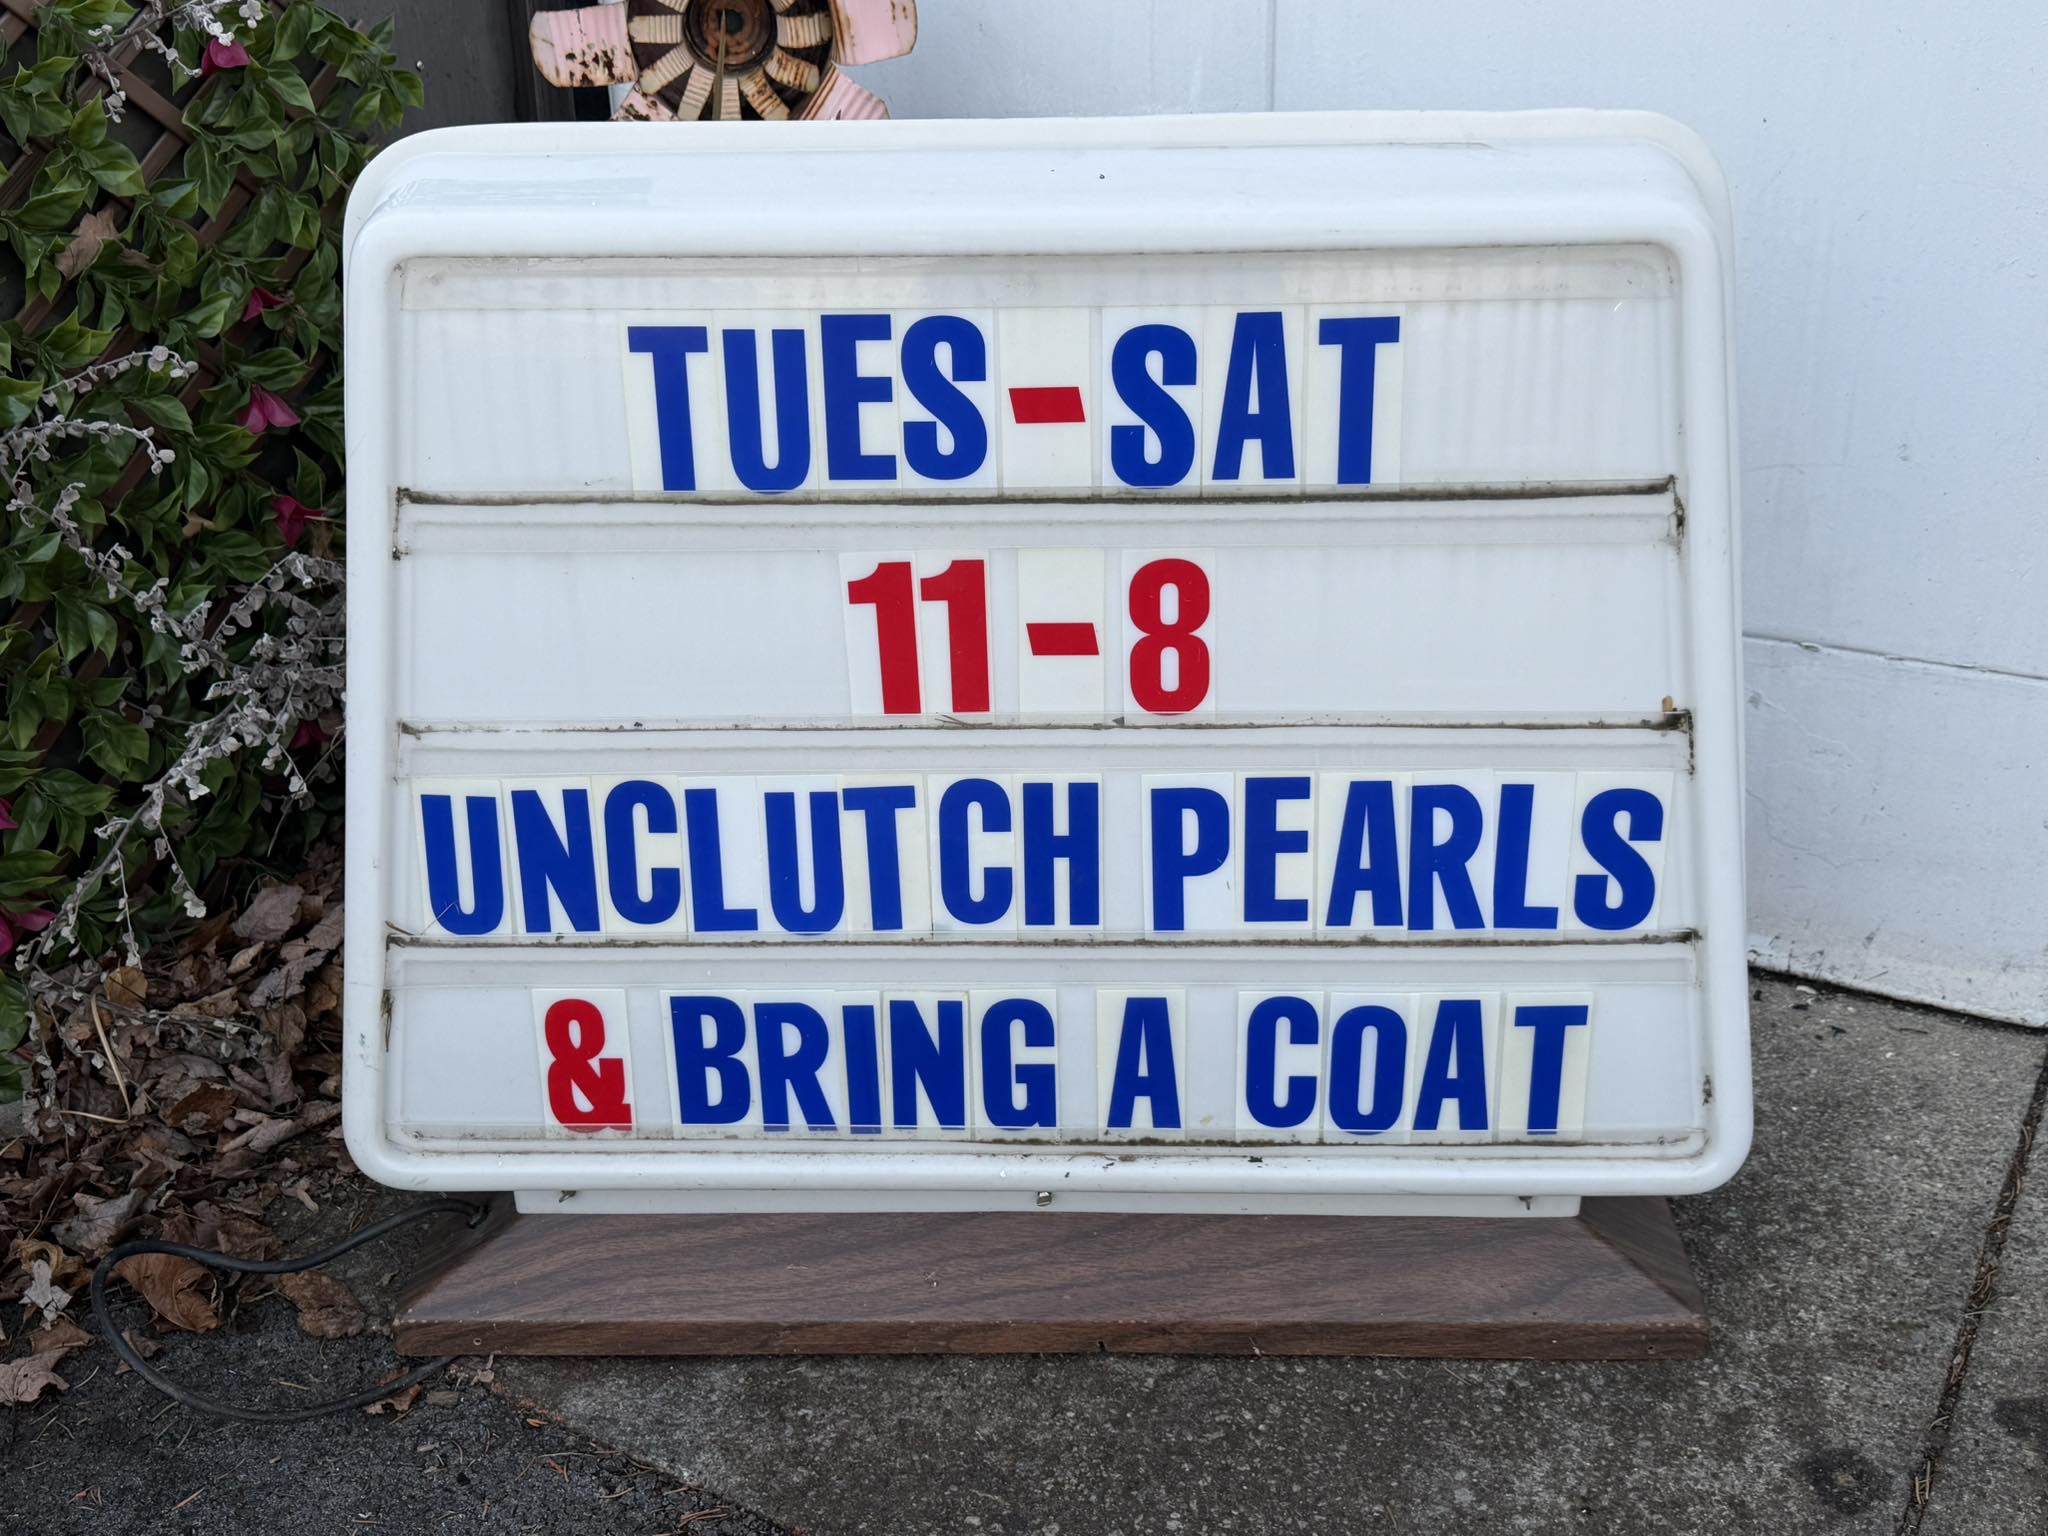 TUES-SAT
11-8
UNCLUTCH PEARLS
& BRING A COAT